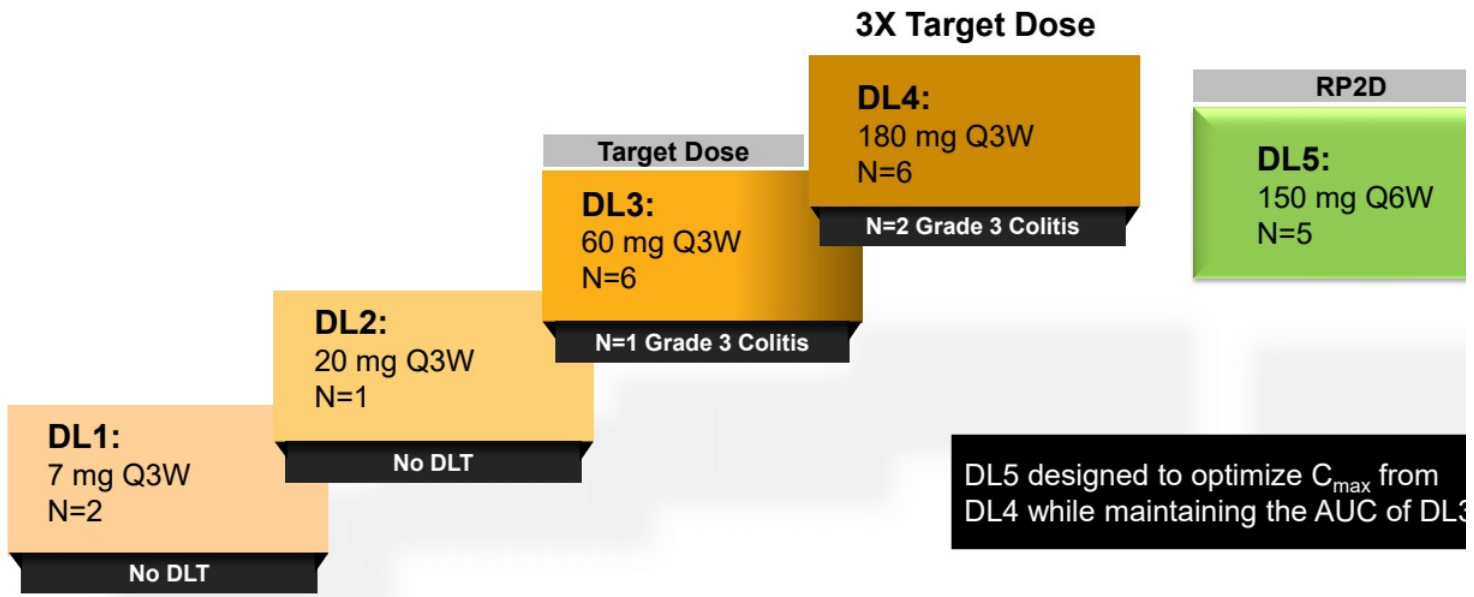 3X Target Dose
DL4:
180 mg Q3W
N=6
N=2 Grade 3 Colitis
RP2D
DL5:
150 mg Q6W
N=5
Target Dose
DL3:
60 mg Q3W
N=6
N=1 Grade 3 Colitis
DL2:
20 mg Q3W
N=1
No DLT
DL1:
7 mg Q3W
N=2
No DLT
DL5 designed to optimize Cmax from
DL4 while maintaining the AUC of DL3